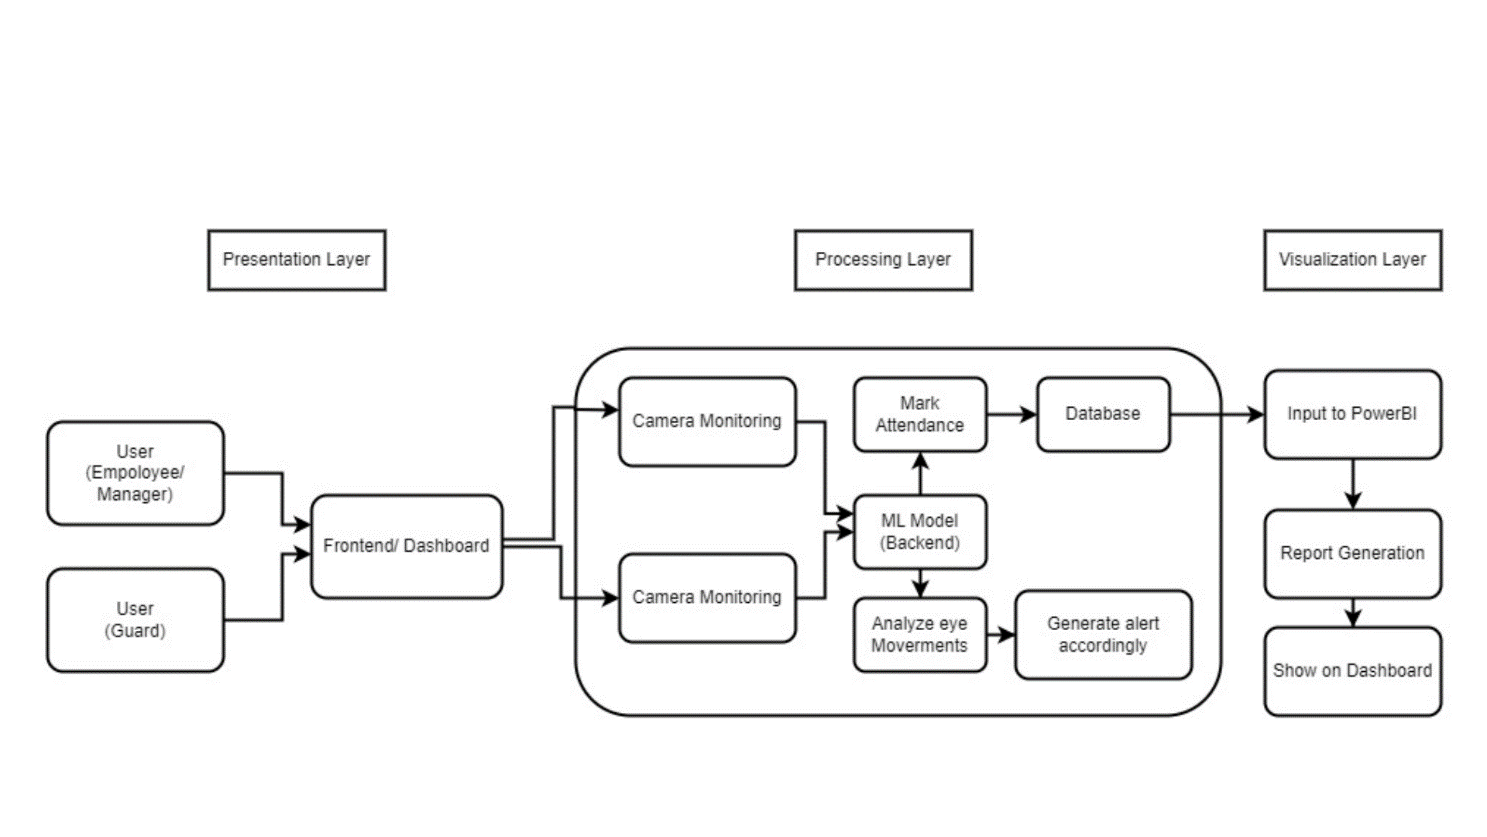 Presentation Layer
Processing Layer
Visualization Layer
User
(Empoloyee/
Manager)
User
(Guard)
Frontend/ Dashboard
Camera Monitoring
Camera Monitoring
Mark
Attendance
Database
ML Model
(Backend)
Analyze eye
Moverments
Generate alert
accordingly
Input to PowerBI
Report Generation
Show on Dashboard